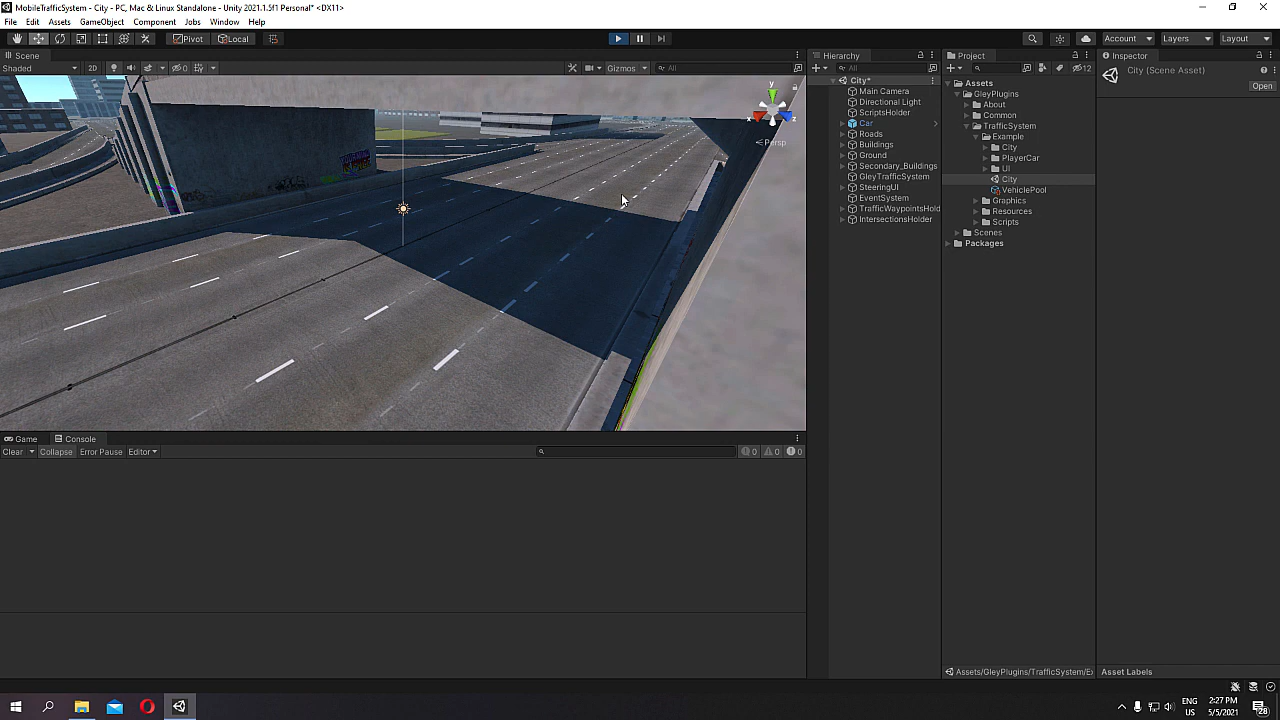 MobileTrafficSystem - City - PC, Mac & Linux Standalone - Unity 2021.1.5f1 Personal* <DX11>
File Edit Assets GameObject Component Jobs Window Help
Pivot Local Account Layers Layout
Scene
Shaded 2D 0 Gizmos All
y
x z
Persp
Hierarchy
All
City*
Main Camera
Directional Light
ScriptsHolder
Car
Roads
Buildings
Ground
Secondary_Buildings
GleyTrafficSystem
SteeringUI
EventSystem
TrafficWaypointsHold
IntersectionsHolder
Project
12
Assets
GleyPlugins
About
Common
TrafficSystem
Example
City
PlayerCar
UI
City
VehiclePool
Graphics
Resources
Scripts
Scenes
Packages
Assets/GleyPlugins/TrafficSystem/E
Inspector
City (Scene Asset)
Open
Asset Labels
Game Console
Clear Collapse Error Pause Editor 0 0 0
ENG
US
2:27 PM
5/5/2021
28